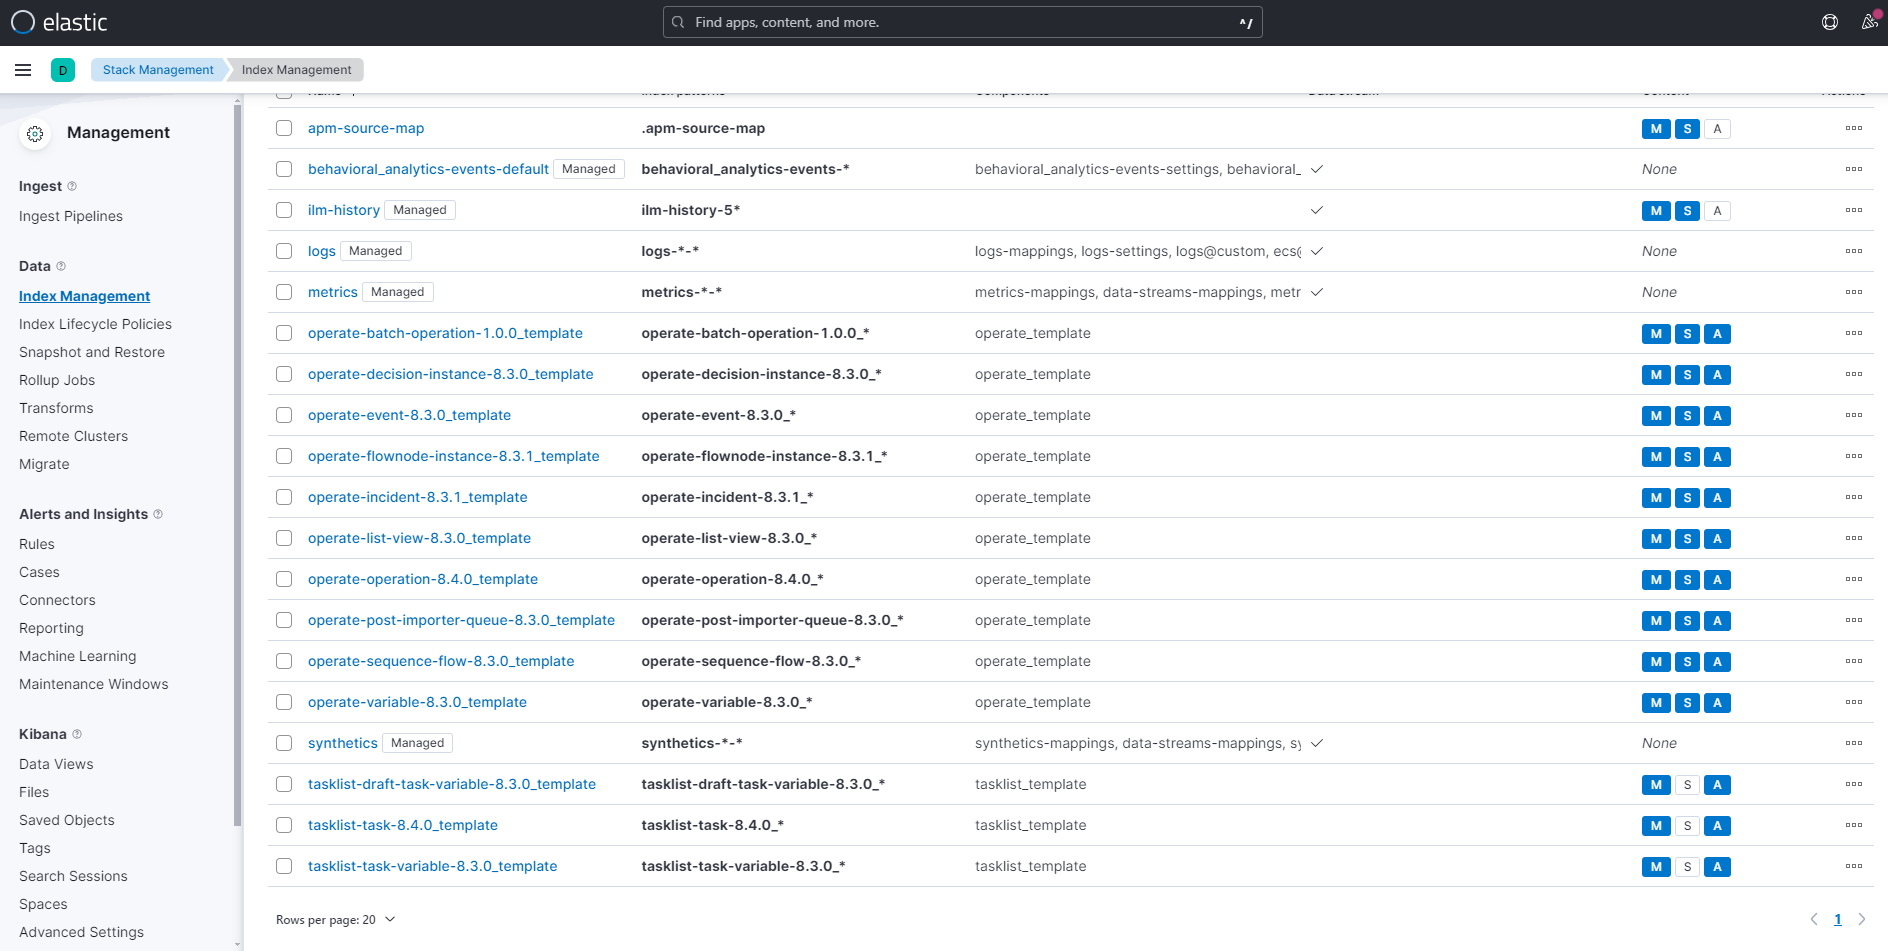 elastic
Find apps, content, and more.
^/
D
Stack Management
Index Management
Management
Ingest
Ingest Pipelines
Data
Index Management
Index Lifecycle Policies
Snapshot and Restore
Rollup Jobs
Transforms
Remote Clusters
Migrate
Alerts and Insights
Rules
Cases
Connectors
Reporting
Machine Learning
Maintenance Windows
Kibana
Data Views
Files
Saved Objects
Tags
Search Sessions
Spaces
Advanced Settings
apm-source-map .apm-source-map M S A
behavioral_analytics-events-default Managed behavioral_analytics-events-* behavioral_analytics-events-settings, behavioral_ None
ilm-history Managed ilm-history-5* M S A
logs Managed logs-*-* logs-mappings, logs-settings, logs@custom, ecs@ None
metrics Managed metrics-*-* metrics-mappings, data-streams-mappings, metr None
operate-batch-operation-1.0.0_template operate-batch-operation-1.0.0_* operate_template M S A
operate-decision-instance-8.3.0_template operate-decision-instance-8.3.0_* operate_template M S A
operate-event-8.3.0_template operate-event-8.3.0_* operate_template M S A
operate-flownode-instance-8.3.1_template operate-flownode-instance-8.3.1_* operate_template M S A
operate-incident-8.3.1_template operate-incident-8.3.1_* operate_template M S A
operate-list-view-8.3.0_template operate-list-view-8.3.0_* operate_template M S A
operate-operation-8.4.0_template operate-operation-8.4.0_* operate_template M S A
operate-post-importer-queue-8.3.0_template operate-post-importer-queue-8.3.0_* operate_template M S A
operate-sequence-flow-8.3.0_template operate-sequence-flow-8.3.0_* operate_template M S A
operate-variable-8.3.0_template operate-variable-8.3.0_* operate_template M S A
synthetics Managed synthetics-*-* synthetics-mappings, data-streams-mappings, sy None
tasklist-draft-task-variable-8.3.0_template tasklist-draft-task-variable-8.3.0_* tasklist_template M S A
tasklist-task-8.4.0_template tasklist-task-8.4.0_* tasklist_template M S A
tasklist-task-variable-8.3.0_template tasklist-task-variable-8.3.0_* tasklist_template M S A
Rows per page: 20
1